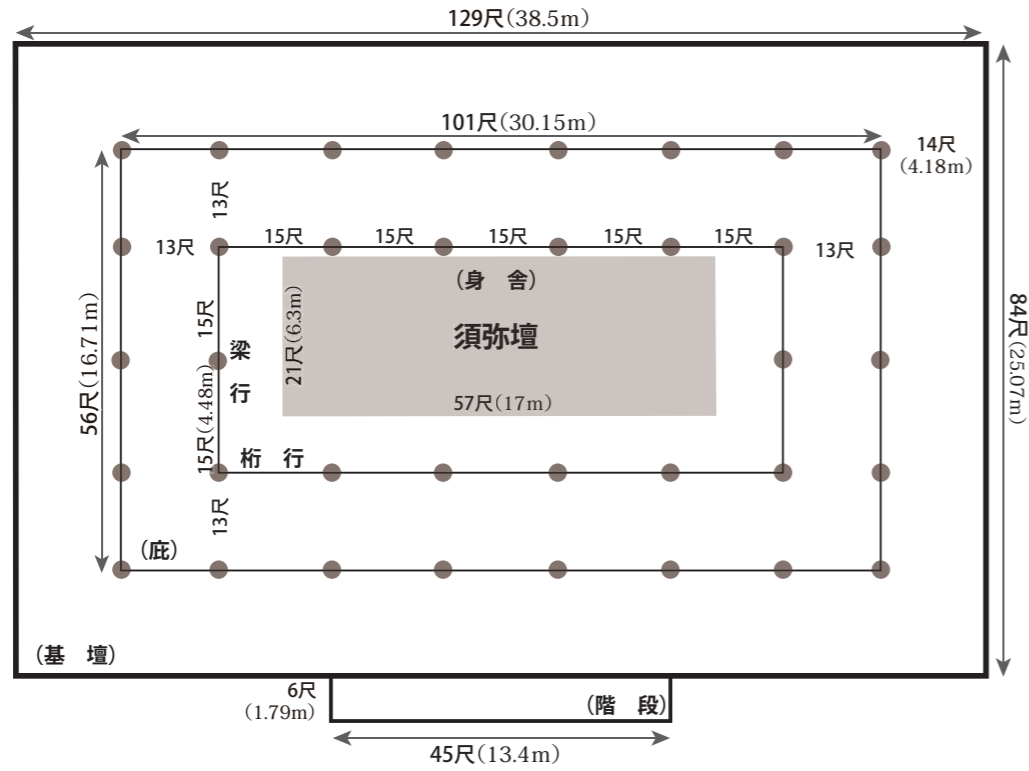 129尺(38.5m)
101尺(30.15m)
14尺
(4.18m)
13尺
13尺
15尺
15尺
15尺
15尺
15尺
13尺
(身 舎)
須弥壇
21尺(6.3m)
57尺(17m)
15尺
梁
行
15尺(4.48m)
桁 行
56尺(16.71m)
84尺(25.07m)
13尺
(庇)
(基 壇)
6尺
(1.79m)
(階 段)
45尺(13.4m)